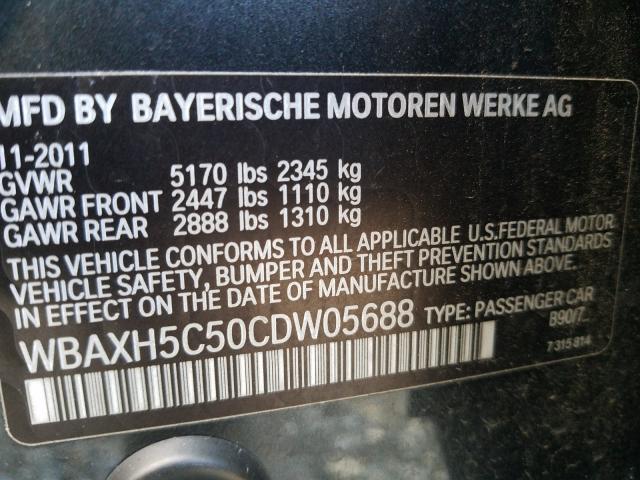 MFD BY BAYERISCHE MOTOREN WERKE AG
11-2011
GVWR 5170 lbs 2345 kg
GAWR FRONT 2447 lbs 1110 kg
GAWR REAR 2888 lbs 1310 kg
THIS VEHICLE CONFORMS TO ALL APPLICABLE U.S.FEDERAL MOTOR
VEHICLE SAFETY, BUMPER AND THEFT PREVENTION STANDARDS
IN EFFECT ON THE DATE OF MANUFACTURE SHOWN ABOVE.
WBAXH5C50CDW05688 TYPE: PASSENGER CAR
B90/7
7 315 814